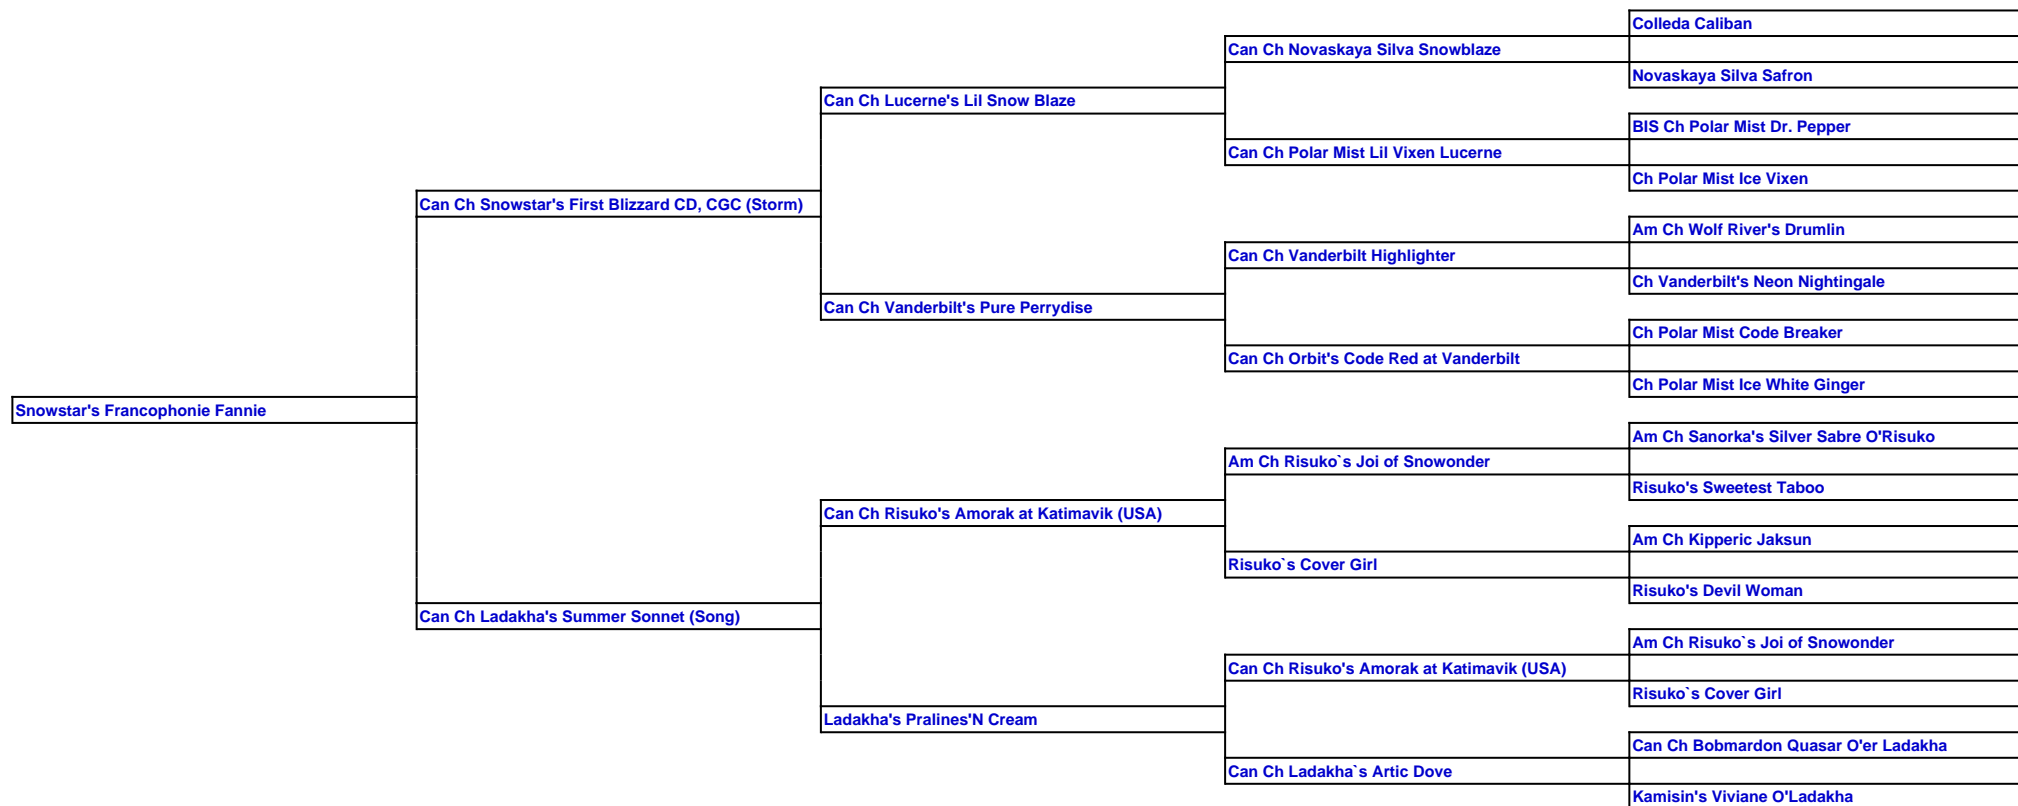 Colleda Caliban
Can Ch Novaskaya Silva Snowblaze
Novaskaya Silva Safron
Can Ch Lucerne's Lil Snow Blaze
BIS Ch Polar Mist Dr. Pepper
Can Ch Polar Mist Lil Vixen Lucerne
Ch Polar Mist Ice Vixen
Can Ch Snowstar's First Blizzard CD, CGC (Storm)
Am Ch Wolf River's Drumlin
Can Ch Vanderbilt Highlighter
Ch Vanderbilt's Neon Nightingale
Can Ch Vanderbilt's Pure Perrydise
Ch Polar Mist Code Breaker
Can Ch Orbit's Code Red at Vanderbilt
Ch Polar Mist Ice White Ginger
Snowstar's Francophonie Fannie
Am Ch Sanorka's Silver Sabre O'Risuko
Am Ch Risuko`s Joi of Snowonder
Risuko's Sweetest Taboo
Can Ch Risuko's Amorak at Katimavik (USA)
Am Ch Kipperic Jaksun
Risuko`s Cover Girl
Risuko's Devil Woman
Can Ch Ladakha's Summer Sonnet (Song)
Am Ch Risuko`s Joi of Snowonder
Can Ch Risuko's Amorak at Katimavik (USA)
Risuko`s Cover Girl
Ladakha's Pralines'N Cream
Can Ch Bobmardon Quasar O'er Ladakha
Can Ch Ladakha`s Artic Dove
Kamisin's Viviane O'Ladakha